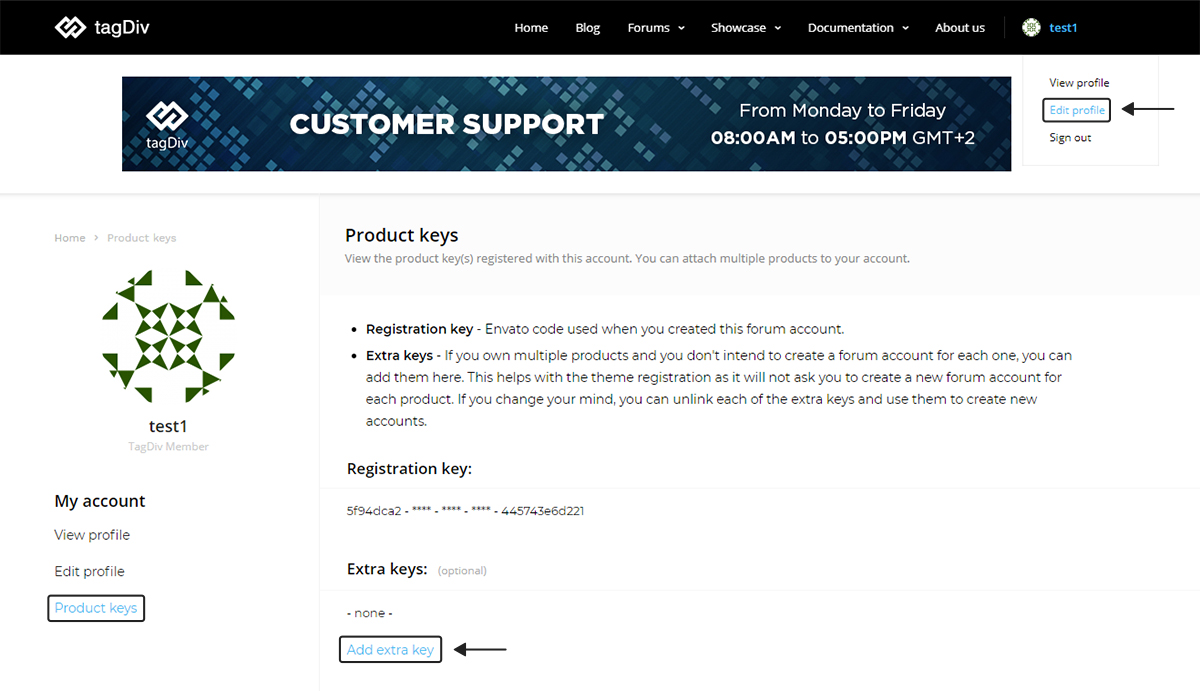 tagDiv
Home Blog Forums Showcase Documentation About us test1
View profile
Edit profile
Sign out
tagDiv
CUSTOMER SUPPORT
From Monday to Friday
08:00AM to 05:00PM GMT+2
Home > Product keys
test1
TagDiv Member
My account
View profile
Edit profile
Product keys
Product keys
View the product key(s) registered with this account. You can attach multiple products to your account.
• Registration key - Envato code used when you created this forum account.
• Extra keys - If you own multiple products and you don't intend to create a forum account for each one, you can
add them here. This helps with the theme registration as it will not ask you to create a new forum account for
each product. If you change your mind, you can unlink each of the extra keys and use them to create new
accounts.
Registration key:
5f94dca2 - **** - **** - **** - 445743e6d221
Extra keys: (optional)
- none -
Add extra key